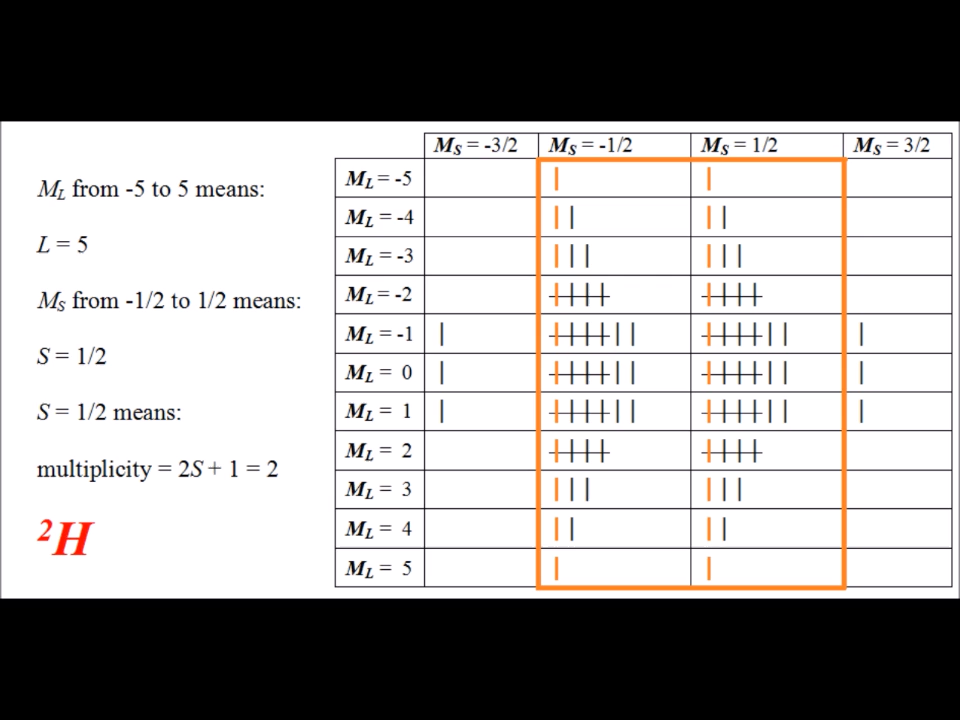 M_L from -5 to 5 means:
L = 5
M_S from -1/2 to 1/2 means:
S = 1/2
S = 1/2 means:
multiplicity = 2S + 1 = 2
²H
M_S = -3/2 M_S = -1/2 M_S = 1/2 M_S = 3/2
M_L = -5 | |
M_L = -4 || ||
M_L = -3 ||| |||
M_L = -2 |||| ||||
M_L = -1 | |||||| |||||| |
M_L = 0 | |||||| |||||| |
M_L = 1 | |||||| |||||| |
M_L = 2 |||| ||||
M_L = 3 ||| |||
M_L = 4 || ||
M_L = 5 | |